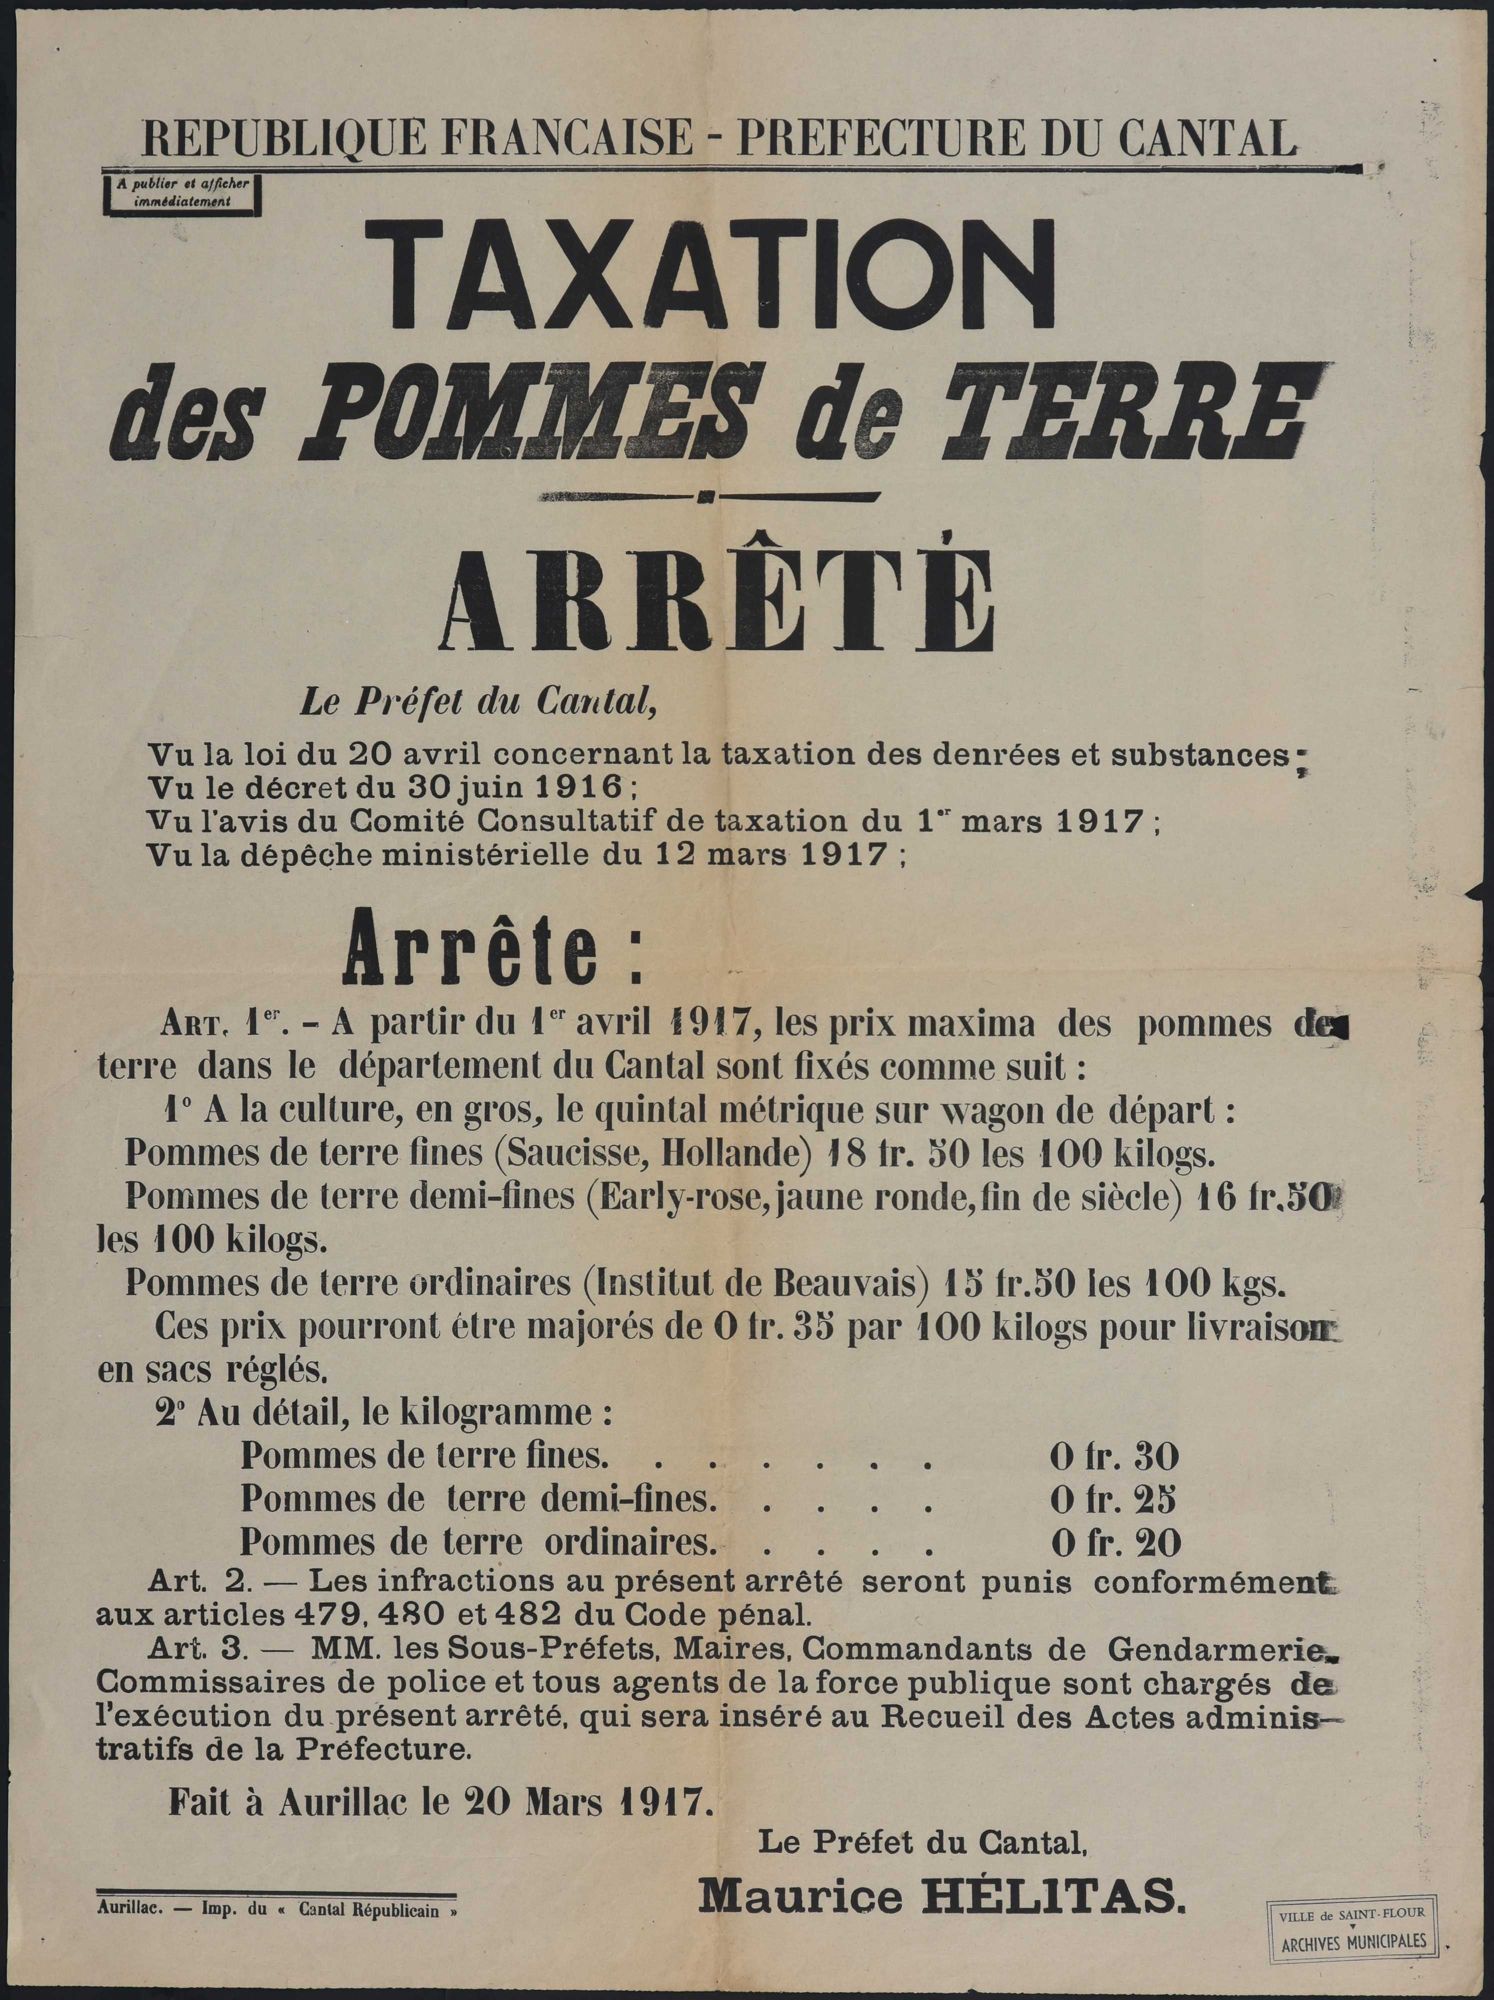 REPUBLIQUE FRANCAISE - PREFECTURE DU CANTAL
A publier et afficher
immédiatement
TAXATION
des POMMES de TERRE
ARRÊTÉ
Le Préfet du Cantal,
Vu la loi du 20 avril concernant la taxation des denrées et substances ;
Vu le décret du 30 juin 1916 ;
Vu l'avis du Comité Consultatif de taxation du 1er mars 1917 ;
Vu la dépêche ministérielle du 12 mars 1917 ;
Arrête :
ART. 1er. - A partir du 1er avril 1917, les prix maxima des pommes de
terre dans le département du Cantal sont fixés comme suit :
1° A la culture, en gros, le quintal métrique sur wagon de départ :
Pommes de terre fines (Saucisse, Hollande) 18 fr. 50 les 100 kilogs.
Pommes de terre demi-fines (Early-rose, jaune ronde, fin de siècle) 16 fr. 50
les 100 kilogs.
Pommes de terre ordinaires (Institut de Beauvais) 15 fr. 50 les 100 kgs.
Ces prix pourront être majorés de 0 fr. 35 par 100 kilogs pour livraison
en sacs réglés.
2° Au détail, le kilogramme :
Pommes de terre fines. . . . . . . 0 fr. 30
Pommes de terre demi-fines. . . . . 0 fr. 25
Pommes de terre ordinaires. . . . . 0 fr. 20
Art. 2. — Les infractions au présent arrêté seront punis conformément
aux articles 479, 480 et 482 du Code pénal.
Art. 3. — MM. les Sous-Préfets, Maires, Commandants de Gendarmerie,
Commissaires de police et tous agents de la force publique sont chargés de
l'exécution du présent arrêté, qui sera inséré au Recueil des Actes adminis-
tratifs de la Préfecture.
Fait à Aurillac le 20 Mars 1917.
Le Préfet du Cantal,
Maurice HÉLITAS.
Aurillac. — Imp. du « Cantal Républicain »
VILLE de SAINT-FLOUR
ARCHIVES MUNICIPALES